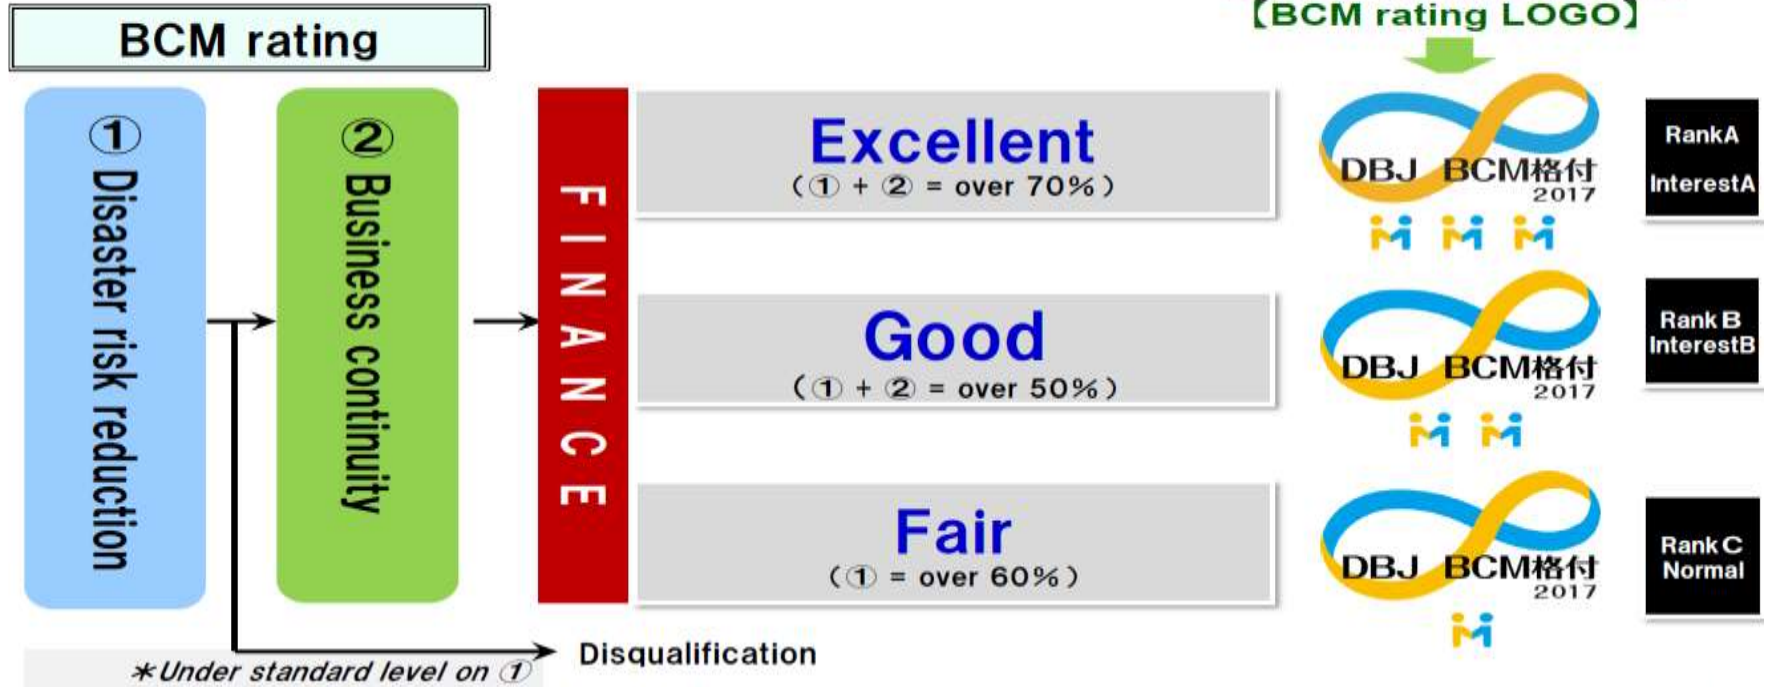 BCM rating
【BCM rating LOGO】
① Disaster risk reduction
② Business continuity
FINANCE
Excellent
(① + ② = over 70%)
DBJ BCM格付
2017
RankA
InterestA
Good
(① + ② = over 50%)
DBJ BCM格付
2017
Rank B
InterestB
Fair
(① = over 60%)
DBJ BCM格付
2017
Rank C
Normal
Disqualification
*Under standard level on ①